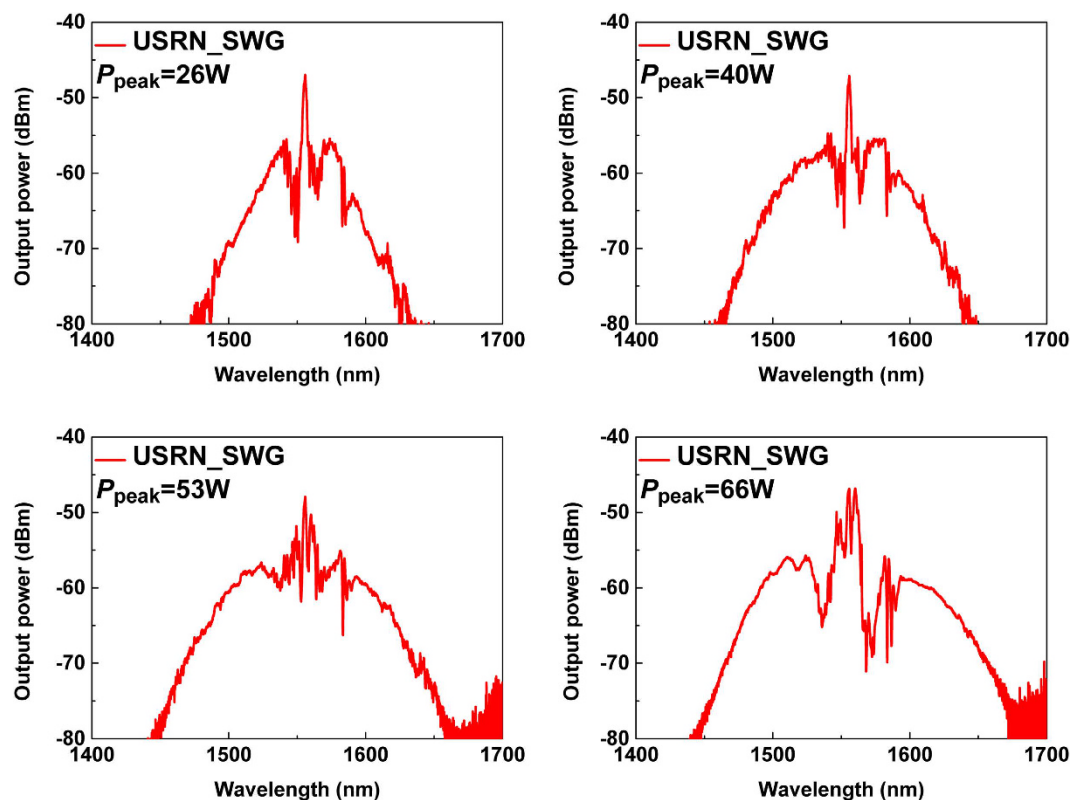 -40
USRN_SWG
Ppeak=26W
-50
-60
-70
-80
1400 1500 1600 1700
Output power (dBm)
Wavelength (nm)
-40
USRN_SWG
Ppeak=40W
-50
-60
-70
-80
1400 1500 1600 1700
Output power (dBm)
Wavelength (nm)
-40
USRN_SWG
Ppeak=53W
-50
-60
-70
-80
1400 1500 1600 1700
Output power (dBm)
Wavelength (nm)
-40
USRN_SWG
Ppeak=66W
-50
-60
-70
-80
1400 1500 1600 1700
Output power (dBm)
Wavelength (nm)